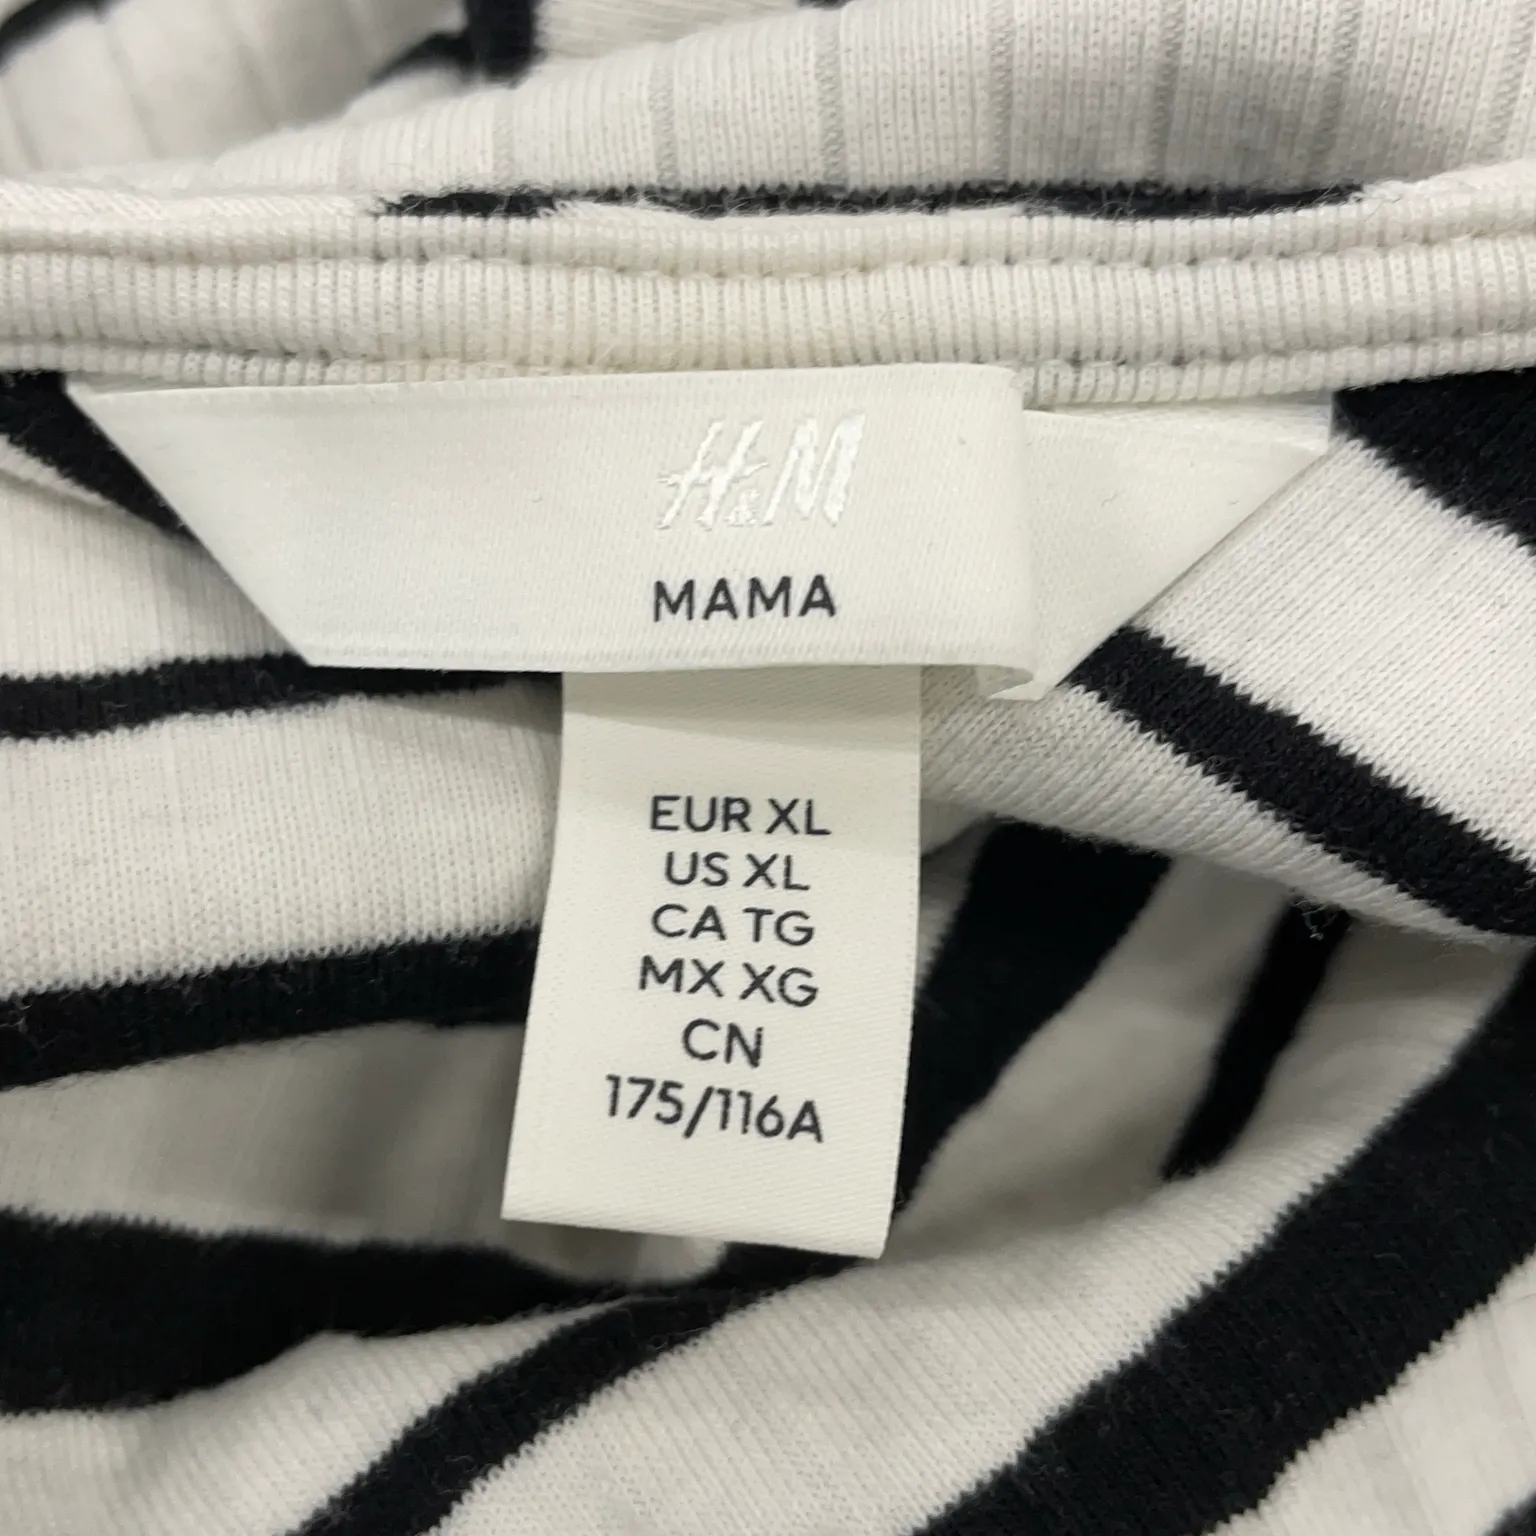 H&M
MAMA
EUR XL
US XL
CA TG
MX XG
CN
175/116A